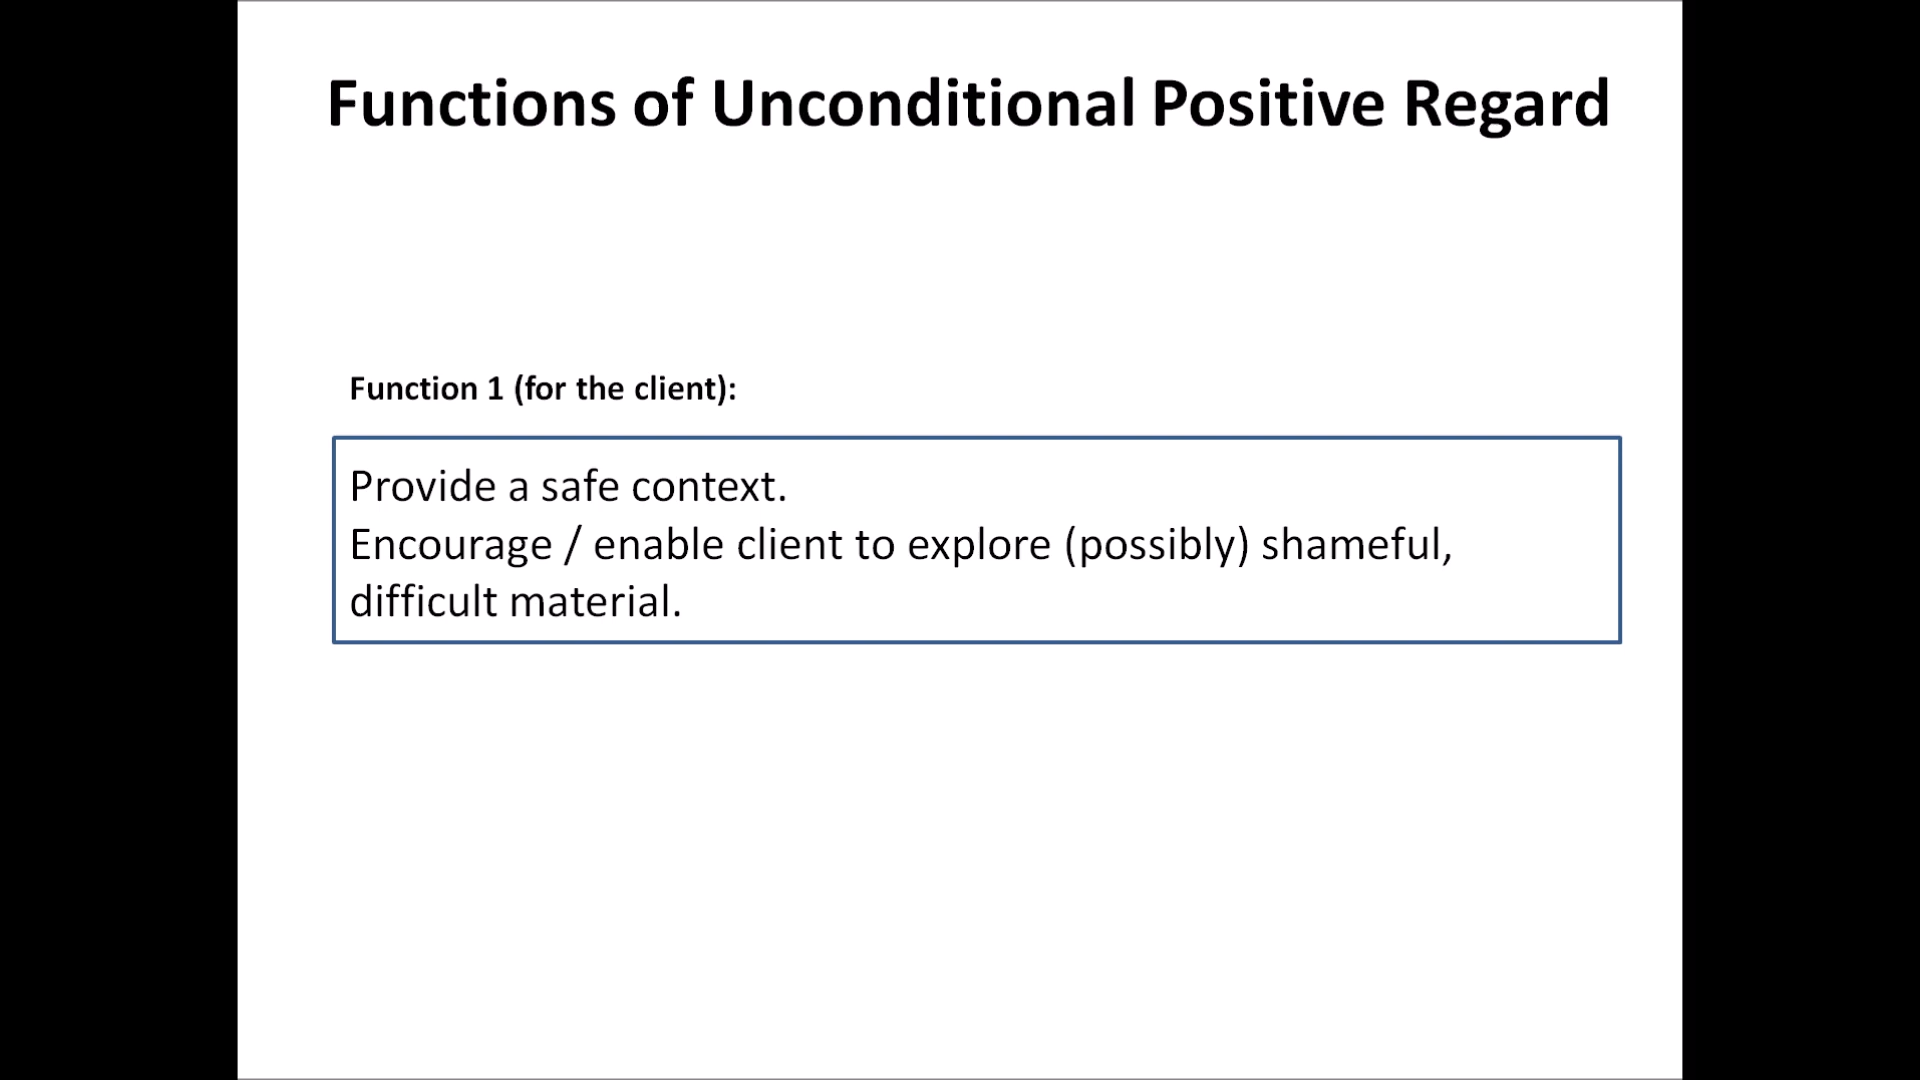 Functions of Unconditional Positive Regard
Function 1 (for the client):
Provide a safe context.
Encourage / enable client to explore (possibly) shameful,
difficult material.